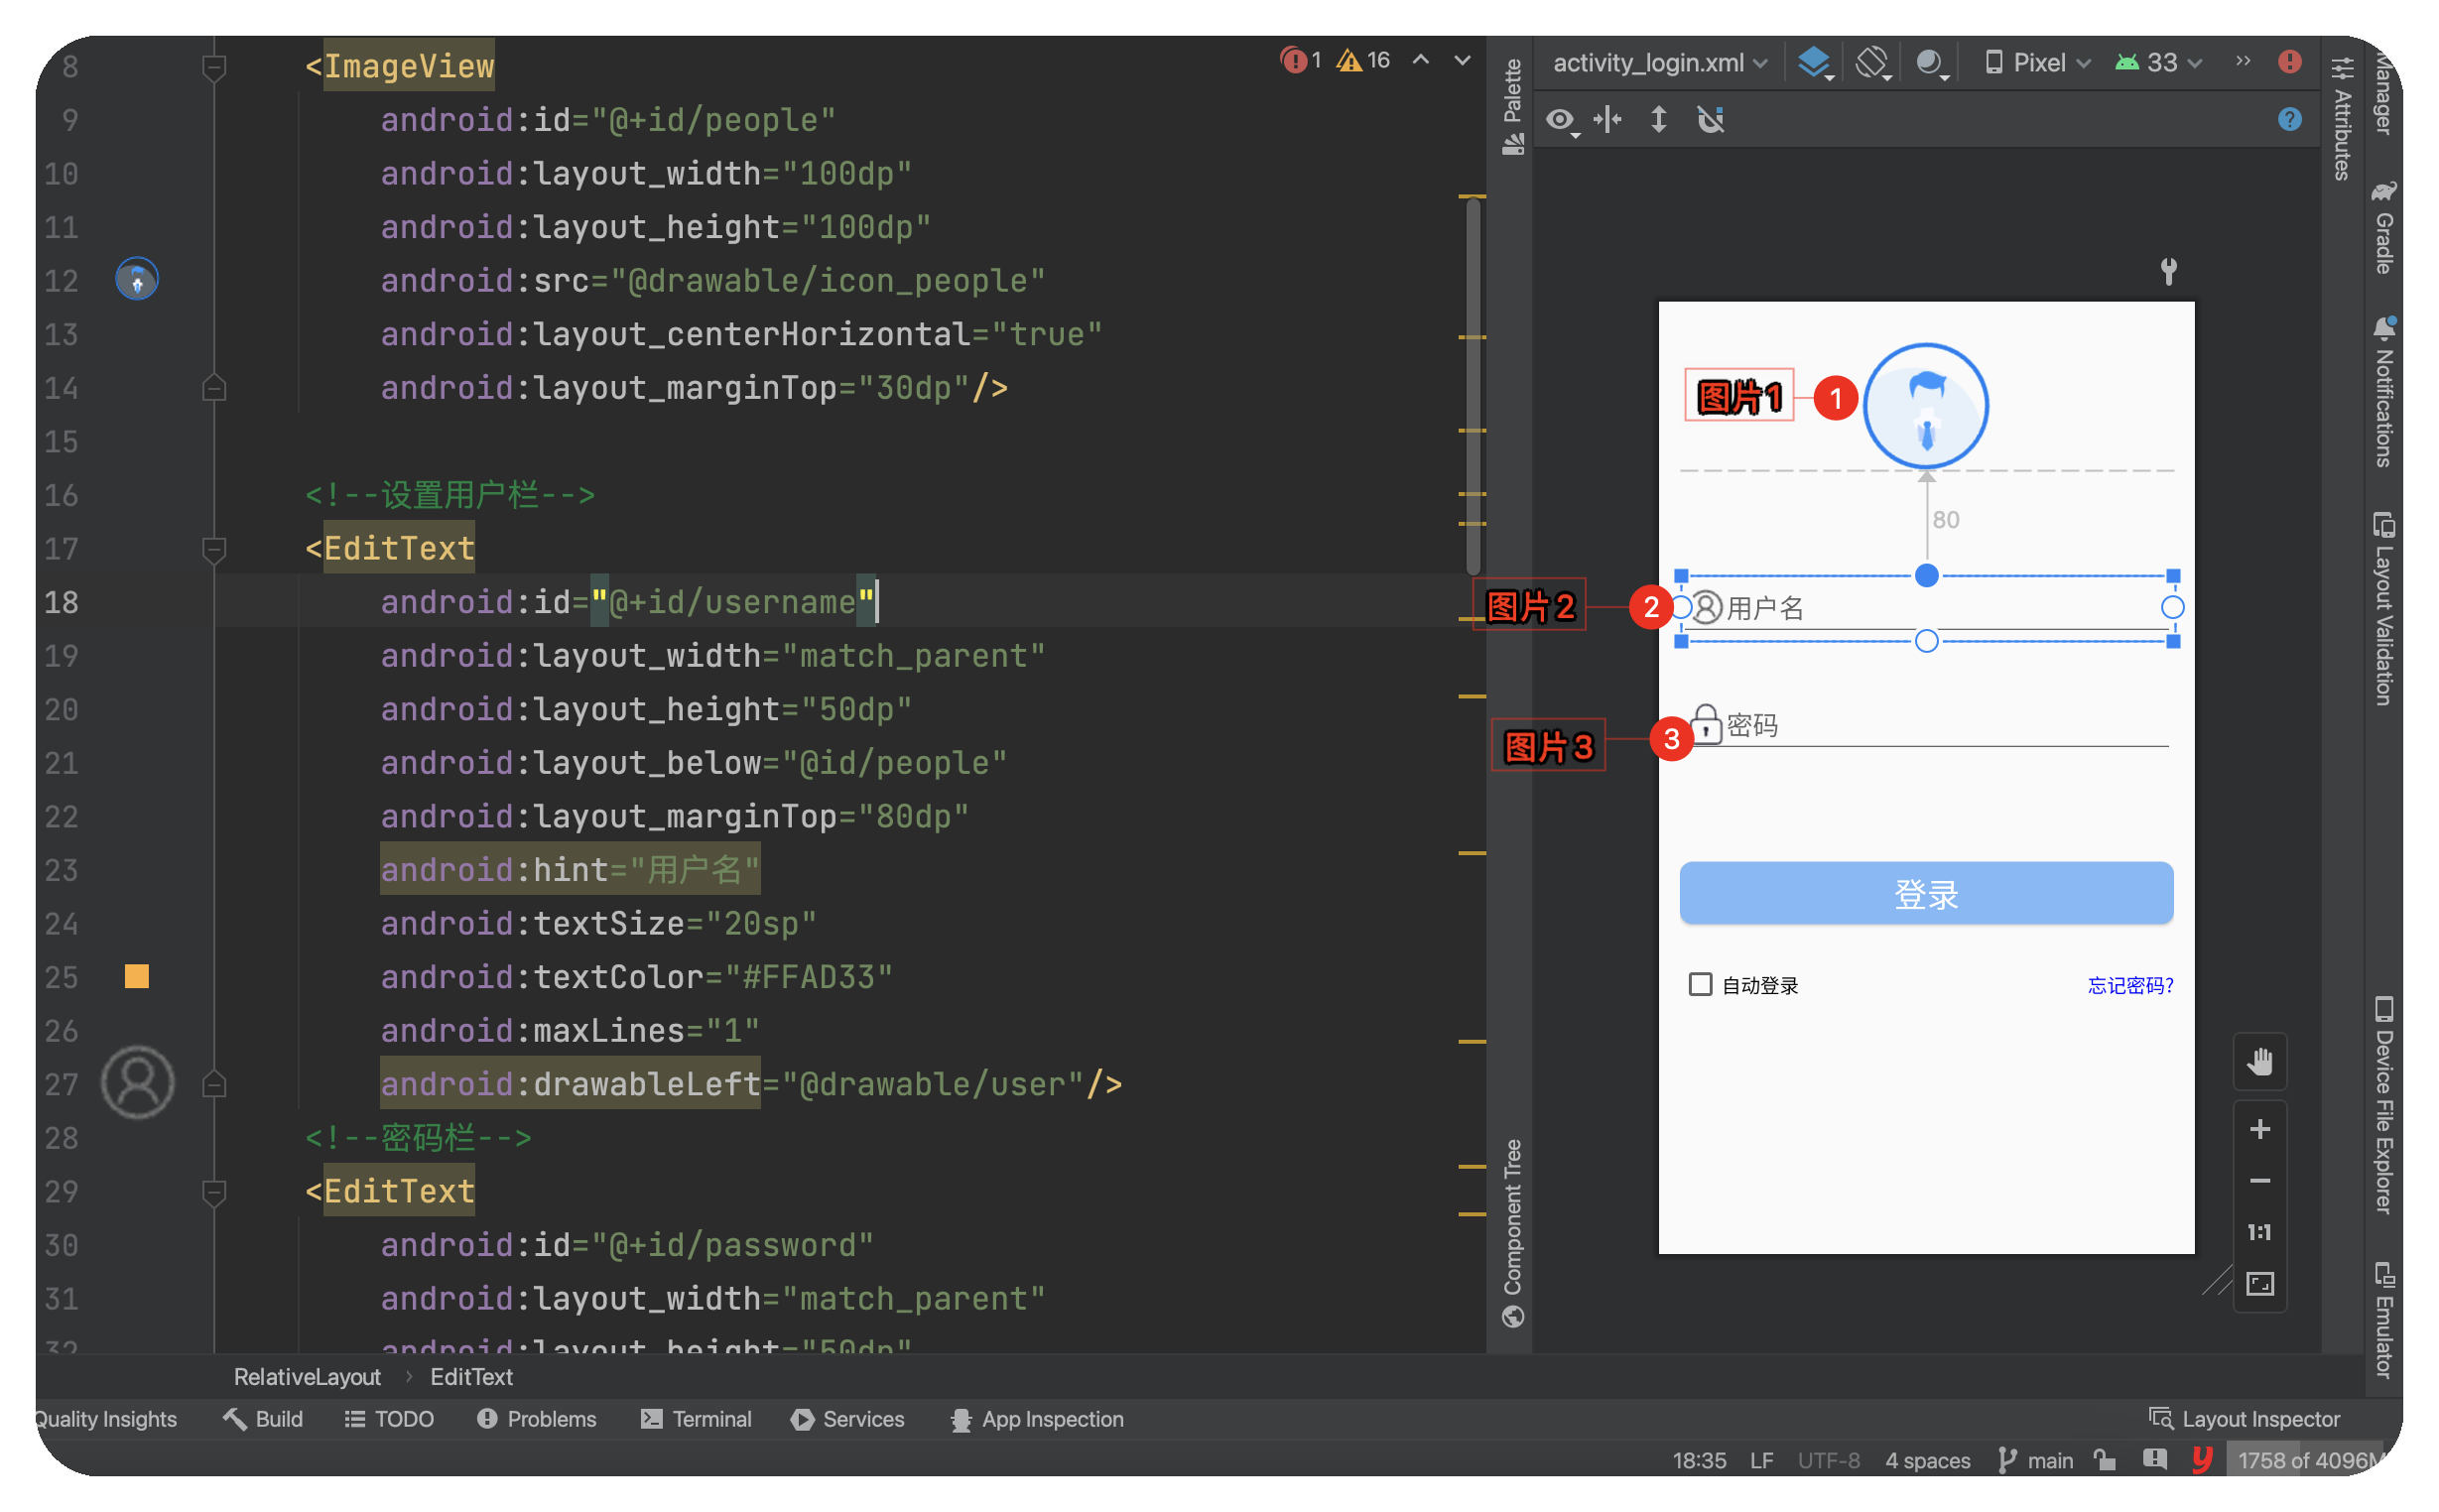 8 <ImageView
9 android:id="@+id/people"
10 android:layout_width="100dp"
11 android:layout_height="100dp"
12 android:src="@drawable/icon_people"
13 android:layout_centerHorizontal="true"
14 android:layout_marginTop="30dp"/>
15
16 <!--设置用户栏-->
17 <EditText
18 android:id="@+id/username"
19 android:layout_width="match_parent"
20 android:layout_height="50dp"
21 android:layout_below="@id/people"
22 android:layout_marginTop="80dp"
23 android:hint="用户名"
24 android:textSize="20sp"
25 android:textColor="#FFAD33"
26 android:maxLines="1"
27 android:drawableLeft="@drawable/user"/>
28 <!--密码栏-->
29 <EditText
30 android:id="@+id/password"
31 android:layout_width="match_parent"
32 android:layout_height="50dp"
1 16
Palette
Component Tree
activity_login.xml Pixel 33
图片1 1
80
图片2 2 用户名
图片3 3 密码
登录
自动登录 忘记密码?
1:1
Attributes
Manager
Gradle
Notifications
Layout Validation
Device File Explorer
Emulator
RelativeLayout › EditText
Quality Insights Build TODO Problems Terminal Services App Inspection Layout Inspector
18:35 LF UTF-8 4 spaces main 1758 of 4096M